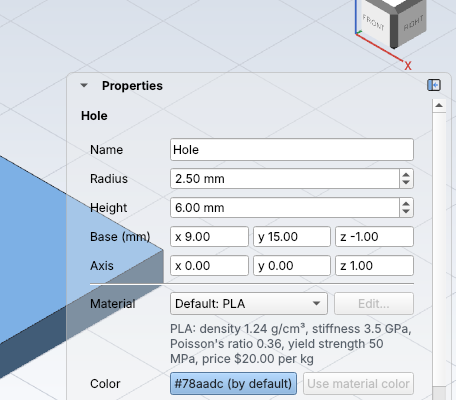 FRONT RIGHT
X
Properties
Hole
Name Hole
Radius 2.50 mm
Height 6.00 mm
Base (mm) x 9.00 y 15.00 z -1.00
Axis x 0.00 y 0.00 z 1.00
Material Default: PLA Edit...
PLA: density 1.24 g/cm³, stiffness 3.5 GPa,
Poisson's ratio 0.36, yield strength 50
MPa, price $20.00 per kg
Color #78aadc (by default) Use material color